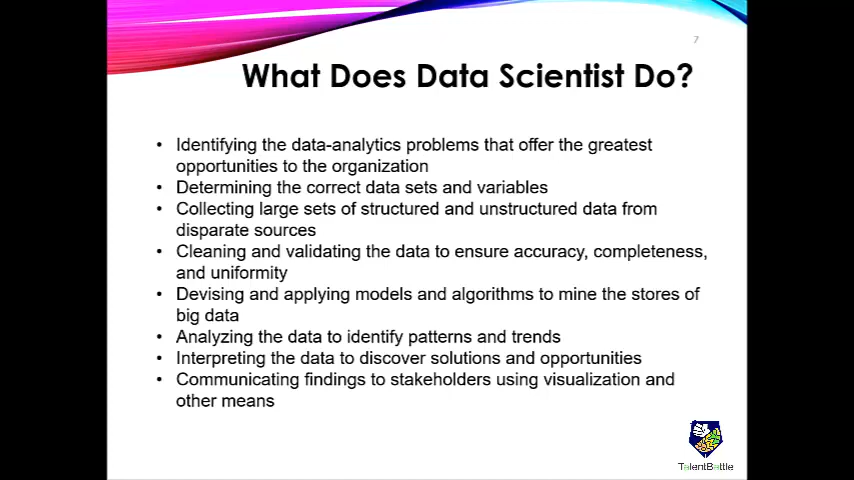 7
What Does Data Scientist Do?
• Identifying the data-analytics problems that offer the greatest
opportunities to the organization
• Determining the correct data sets and variables
• Collecting large sets of structured and unstructured data from
disparate sources
• Cleaning and validating the data to ensure accuracy, completeness,
and uniformity
• Devising and applying models and algorithms to mine the stores of
big data
• Analyzing the data to identify patterns and trends
• Interpreting the data to discover solutions and opportunities
• Communicating findings to stakeholders using visualization and
other means
TalentBattle